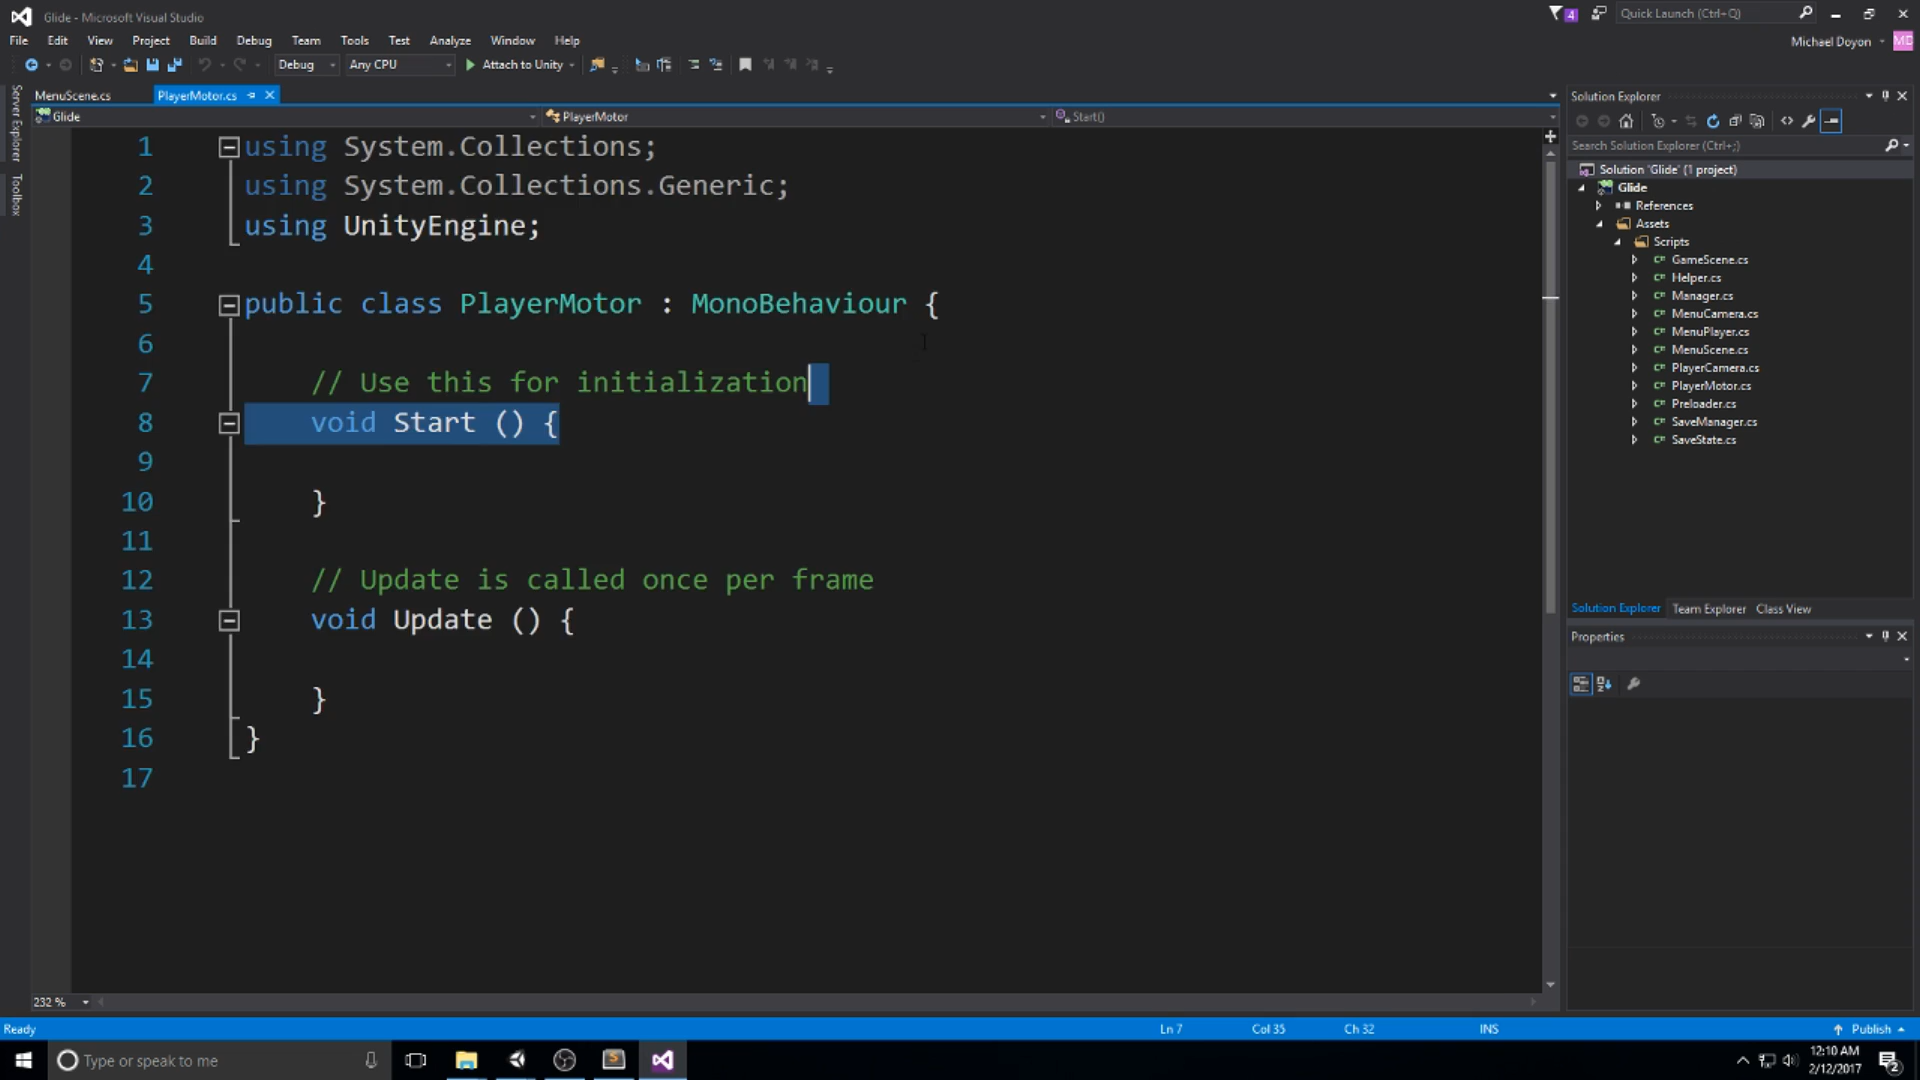 Glide - Microsoft Visual Studio
4
Quick Launch (Ctrl+Q)
File Edit View Project Build Debug Team Tools Test Analyze Window Help
Michael Doyon MD
Debug Any CPU Attach to Unity
Server Explorer
Toolbox
MenuScene.cs PlayerMotor.cs
Glide PlayerMotor Start()
1 using System.Collections;
2 using System.Collections.Generic;
3 using UnityEngine;
4
5 public class PlayerMotor : MonoBehaviour {
6
7 // Use this for initialization
8 void Start () {
9
10 }
11
12 // Update is called once per frame
13 void Update () {
14
15 }
16 }
17
232 %
Solution Explorer
Search Solution Explorer (Ctrl+;)
Solution 'Glide' (1 project)
Glide
References
Assets
Scripts
GameScene.cs
Helper.cs
Manager.cs
MenuCamera.cs
MenuPlayer.cs
MenuScene.cs
PlayerCamera.cs
PlayerMotor.cs
Preloader.cs
SaveManager.cs
SaveState.cs
Solution Explorer Team Explorer Class View
Properties
Ready Ln 7 Col 35 Ch 32 INS Publish
Type or speak to me
12:10 AM
2/12/2017
2